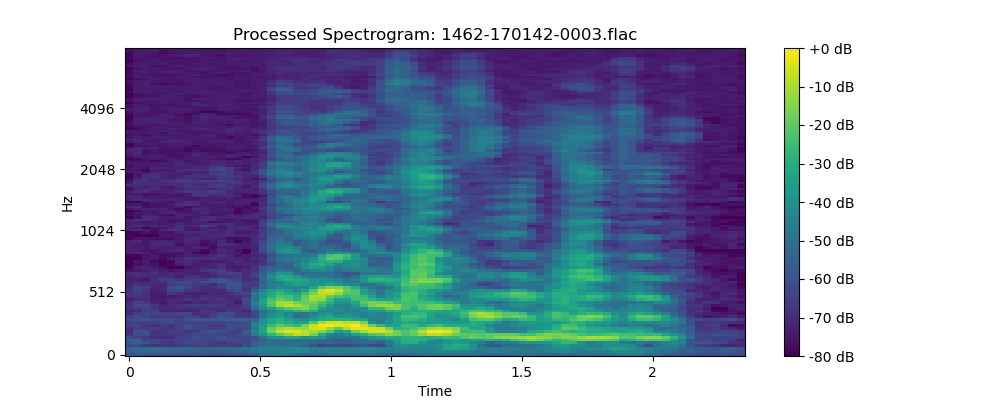 Processed Spectrogram: 1462-170142-0003.flac
Hz
4096
2048
1024
512
0
0
0.5
1
1.5
2
Time
+0 dB
-10 dB
-20 dB
-30 dB
-40 dB
-50 dB
-60 dB
-70 dB
-80 dB